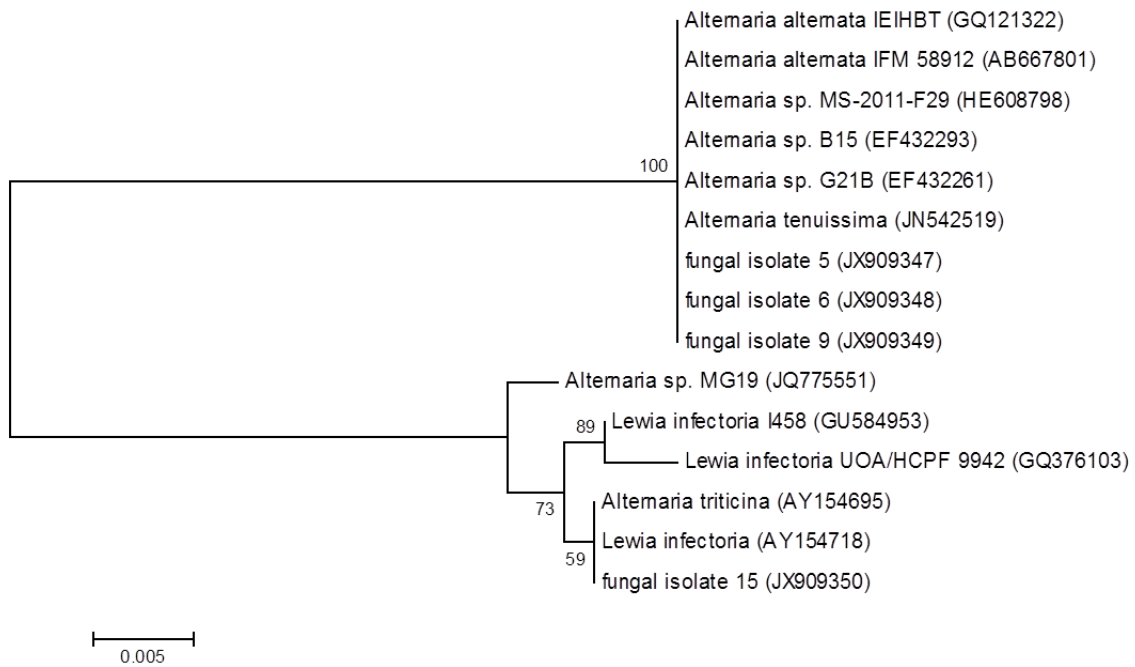 Alternaria alternata IEIHBT (GQ121322)
Alternaria alternata IFM 58912 (AB667801)
Alternaria sp. MS-2011-F29 (HE608798)
Alternaria sp. B15 (EF432293)
100
Alternaria sp. G21B (EF432261)
Alternaria tenuissima (JN542519)
fungal isolate 5 (JX909347)
fungal isolate 6 (JX909348)
fungal isolate 9 (JX909349)
Alternaria sp. MG19 (JQ775551)
89
Lewia infectoria I458 (GU584953)
Lewia infectoria UOA/HCPF 9942 (GQ376103)
73
Alternaria triticina (AY154695)
Lewia infectoria (AY154718)
59
fungal isolate 15 (JX909350)
0.005